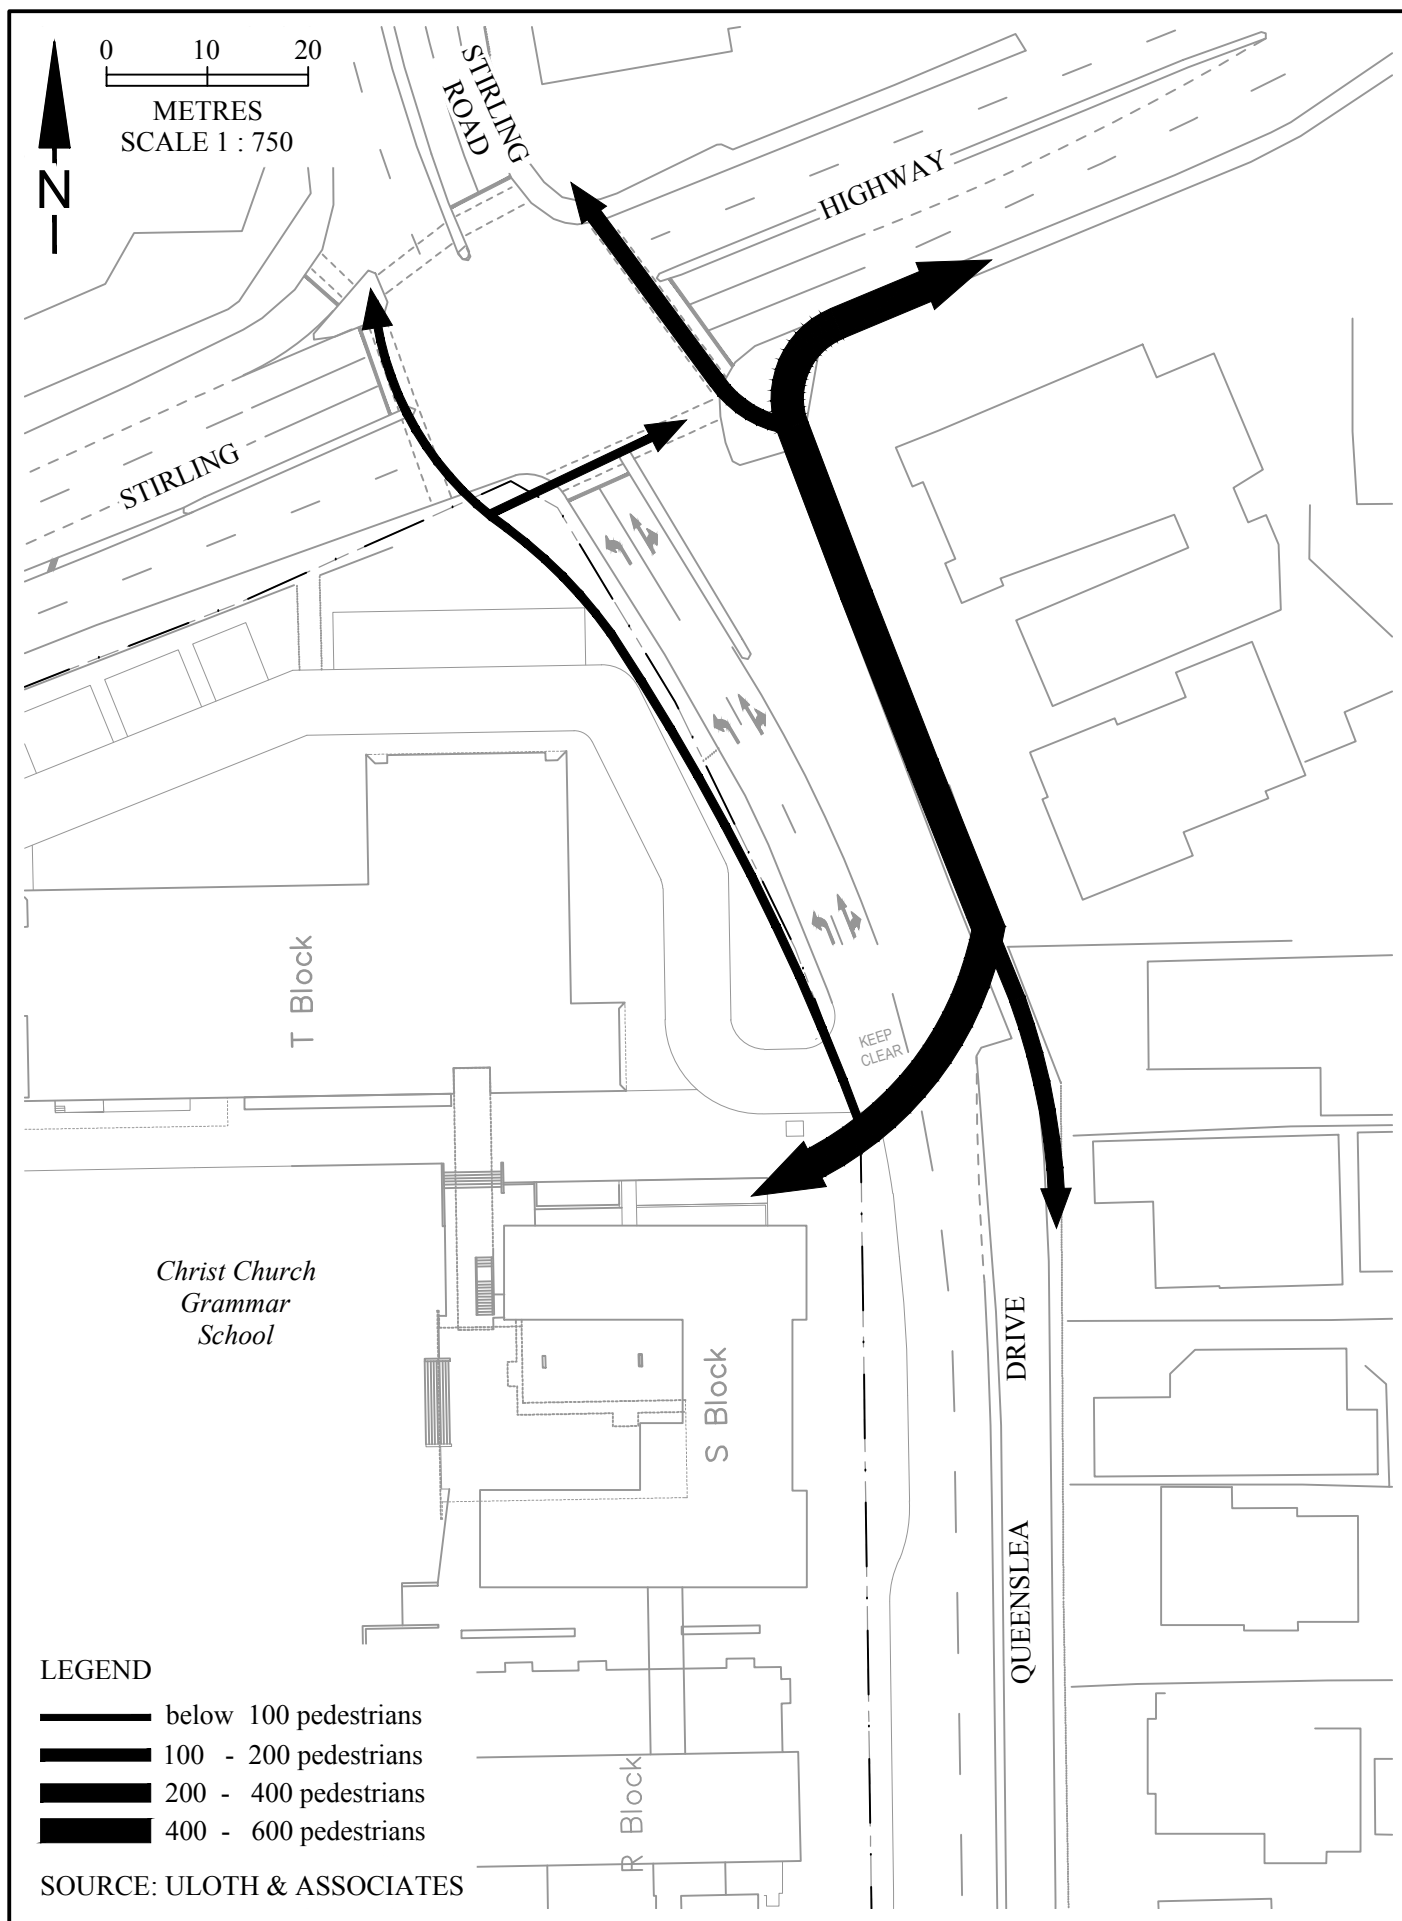 0 10 20
METRES
SCALE 1 : 750
N
STIRLING
ROAD
HIGHWAY
STIRLING
T Block
KEEP
CLEAR
Christ Church
Grammar
School
S Block
DRIVE
QUEENSLEA
R Block
LEGEND
below 100 pedestrians
100 - 200 pedestrians
200 - 400 pedestrians
400 - 600 pedestrians
SOURCE: ULOTH & ASSOCIATES